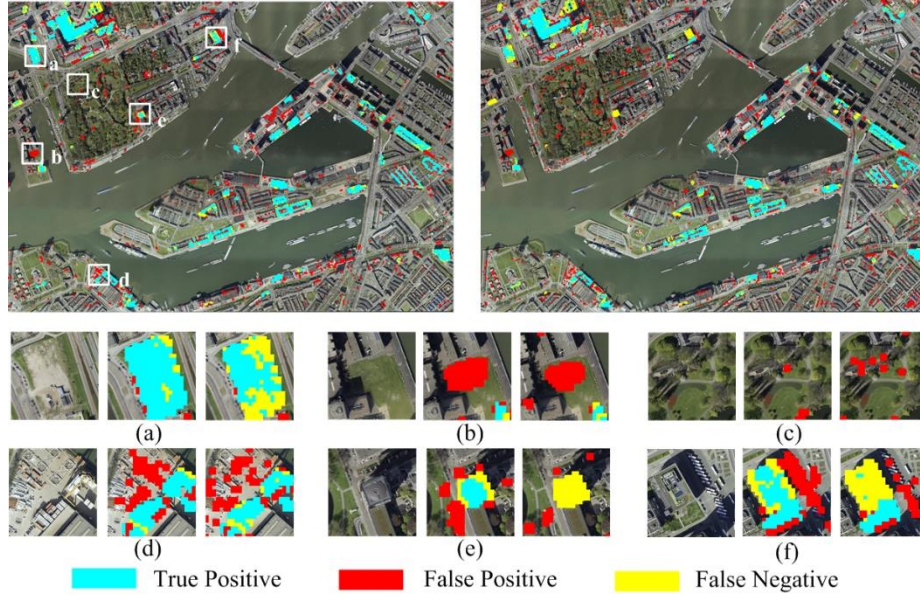 a
c
f
e
b
d
(a)
(b)
(c)
(d)
(e)
(f)
True Positive
False Positive
False Negative